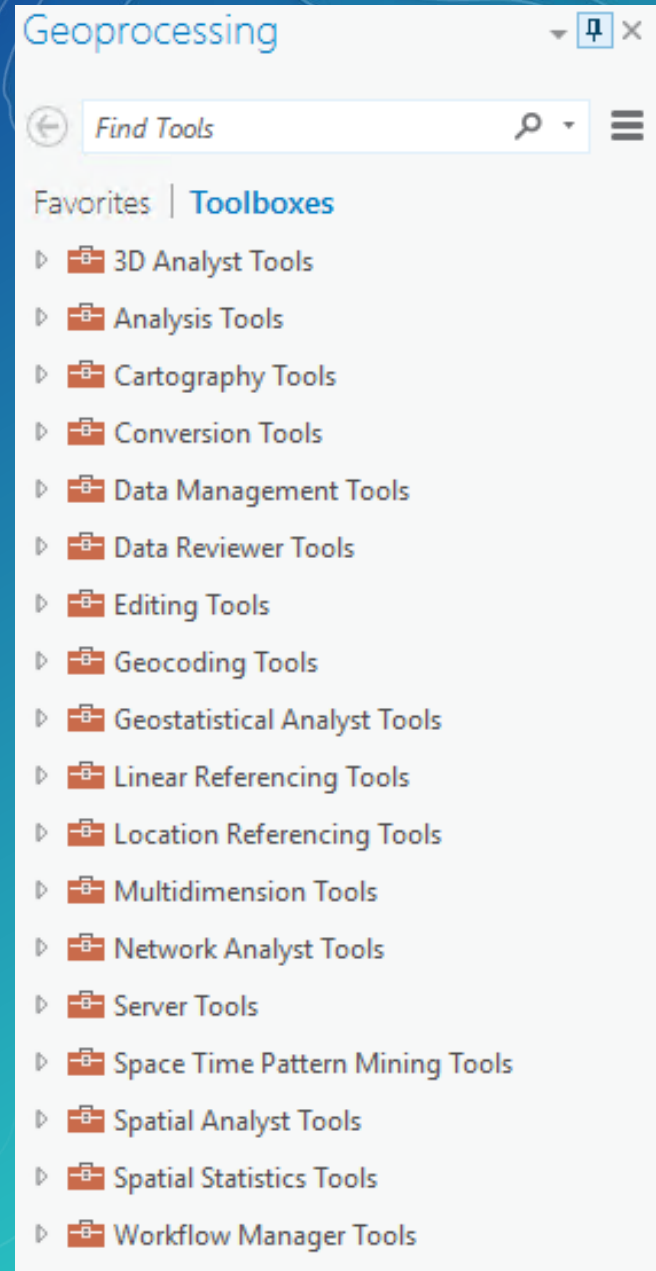 Geoprocessing
Find Tools
Favorites | Toolboxes
3D Analyst Tools
Analysis Tools
Cartography Tools
Conversion Tools
Data Management Tools
Data Reviewer Tools
Editing Tools
Geocoding Tools
Geostatistical Analyst Tools
Linear Referencing Tools
Location Referencing Tools
Multidimension Tools
Network Analyst Tools
Server Tools
Space Time Pattern Mining Tools
Spatial Analyst Tools
Spatial Statistics Tools
Workflow Manager Tools